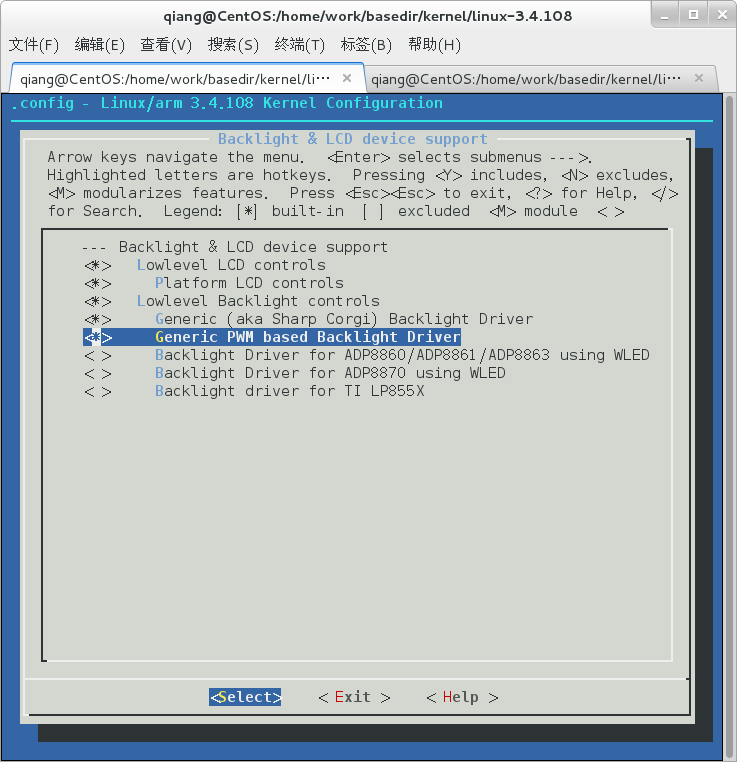 qiang@CentOS:/home/work/basedir/kernel/linux-3.4.108
文件(F) 编辑(E) 查看(V) 搜索(S) 终端(T) 标签(B) 帮助(H)
qiang@CentOS:/home/work/basedir/kernel/li··· × qiang@CentOS:/home/work/basedir/kernel/li··· ×
.config - Linux/arm 3.4.108 Kernel Configuration
Backlight & LCD device support
Arrow keys navigate the menu. <Enter> selects submenus --->.
Highlighted letters are hotkeys. Pressing <Y> includes, <N> excludes,
<M> modularizes features. Press <Esc><Esc> to exit, <?> for Help, </>
for Search. Legend: [*] built-in [ ] excluded <M> module < >
--- Backlight & LCD device support
<*> Lowlevel LCD controls
<*> Platform LCD controls
<*> Lowlevel Backlight controls
<*> Generic (aka Sharp Corgi) Backlight Driver
<*> Generic PWM based Backlight Driver
< > Backlight Driver for ADP8860/ADP8861/ADP8863 using WLED
< > Backlight Driver for ADP8870 using WLED
< > Backlight driver for TI LP855X
<Select> < Exit > < Help >